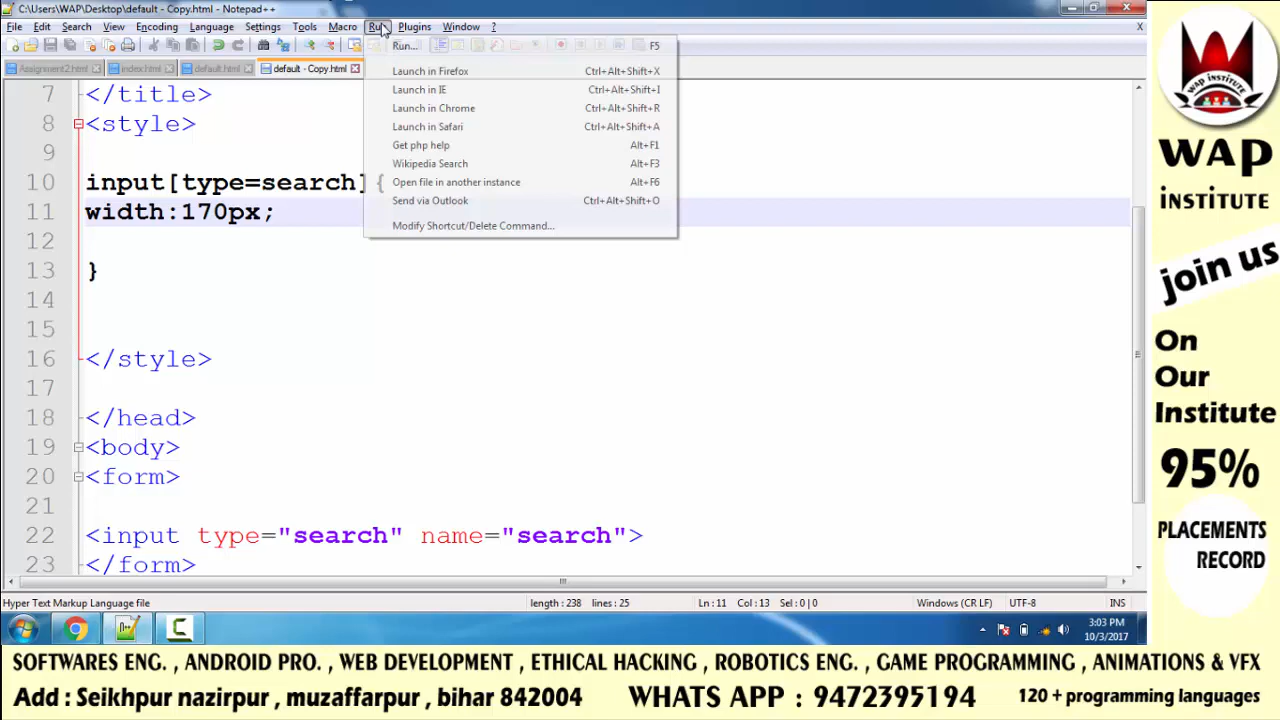 C:\Users\WAP\Desktop\default - Copy.html - Notepad++
File Edit Search View Encoding Language Settings Tools Macro Run Plugins Window ? X
Assignment2.html index.html default.html default - Copy.html
Run... F5
Launch in Firefox Ctrl+Alt+Shift+X
Launch in IE Ctrl+Alt+Shift+I
Launch in Chrome Ctrl+Alt+Shift+R
Launch in Safari Ctrl+Alt+Shift+A
Get php help Alt+F1
Wikipedia Search Alt+F3
Open file in another instance Alt+F6
Send via Outlook Ctrl+Alt+Shift+O
Modify Shortcut/Delete Command...
7 </title>
8 <style>
9
10 input[type=search] {
11 width:170px;
12
13 }
14
15
16 </style>
17
18 </head>
19 <body>
20 <form>
21
22 <input type="search" name="search">
23 </form>
Hyper Text Markup Language file length : 238 lines : 25 Ln : 11 Col : 13 Sel : 0 | 0 Windows (CR LF) UTF-8 INS
3:03 PM
10/3/2017
WAP INSTITUTE
WAP
INSTITUTE
join us
On
Our
Institute
95%
PLACEMENTS
RECORD
SOFTWARES ENG. , ANDROID PRO. , WEB DEVELOPMENT , ETHICAL HACKING , ROBOTICS ENG. , GAME PROGRAMMING , ANIMATIONS & VFX
Add : Seikhpur nazirpur , muzaffarpur , bihar 842004 WHATS APP : 9472395194 120 + programming languages